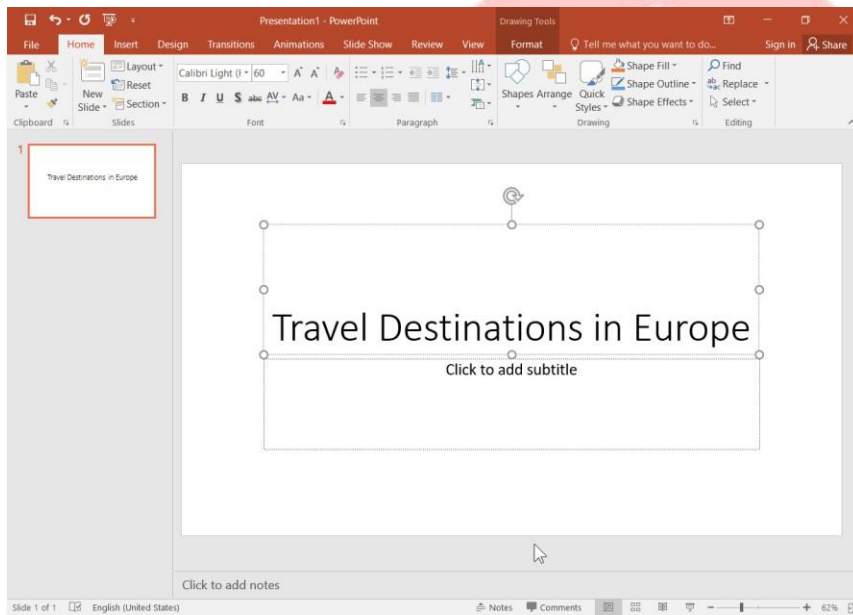 Presentation1 - PowerPoint
Drawing Tools
File Home Insert Design Transitions Animations Slide Show Review View Format Tell me what you want to do... Sign in Share
Paste
New Slide
Layout
Reset
Section
Calibri Light (I 60
A A
B I U S abc AV Aa A
Shapes
Arrange
Quick Styles
Shape Fill
Shape Outline
Shape Effects
Find
Replace
Select
Clipboard Slides Font Paragraph Drawing Editing
1
Travel Destinations in Europe
Travel Destinations in Europe
Click to add subtitle
Click to add notes
Slide 1 of 1 English (United States) Notes Comments 62%